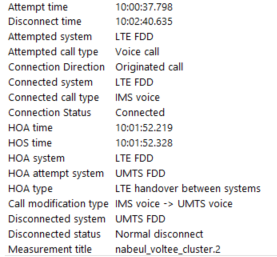 Attempt time 10:00:37.798
Disconnect time 10:02:40.635
Attempted system LTE FDD
Attempted call type Voice call
Connection Direction Originated call
Connected system LTE FDD
Connected call type IMS voice
Connection Status Connected
HOA time 10:01:52.219
HOS time 10:01:52.328
HOA system LTE FDD
HOA attempt system UMTS FDD
HOA type LTE handover between systems
Call modification type IMS voice -> UMTS voice
Disconnected system UMTS FDD
Disconnected status Normal disconnect
Measurement title nabeul_voltee_cluster.2